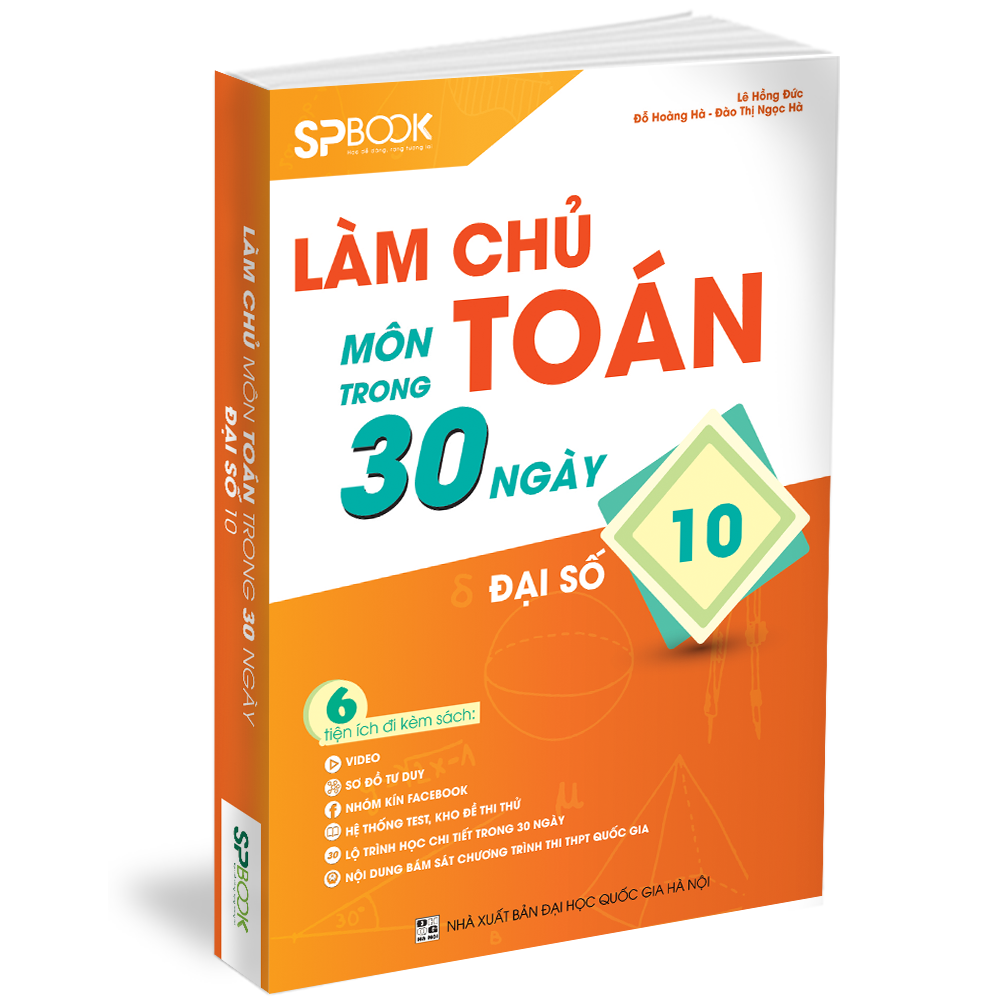 Lê Hồng Đức
Đỗ Hoàng Hà - Đào Thị Ngọc Hà
SPBOOK
LÀM CHỦ
MÔN TOÁN
TRONG
30 NGÀY
10
ĐẠI SỐ
6
tiện ích đi kèm sách:
VIDEO
SƠ ĐỒ TƯ DUY
NHÓM KÍN FACEBOOK
HỆ THỐNG TEST, KHO ĐỀ THI THỬ
30 LỘ TRÌNH HỌC CHI TIẾT TRONG 30 NGÀY
NỘI DUNG BÁM SÁT CHƯƠNG TRÌNH THI THPT QUỐC GIA
Hà Nội
NHÀ XUẤT BẢN ĐẠI HỌC QUỐC GIA HÀ NỘI
δ
μ
30°
B
LÀM CHỦ MÔN TOÁN TRONG 30 NGÀY
ĐẠI SỐ 10
SPBOOK